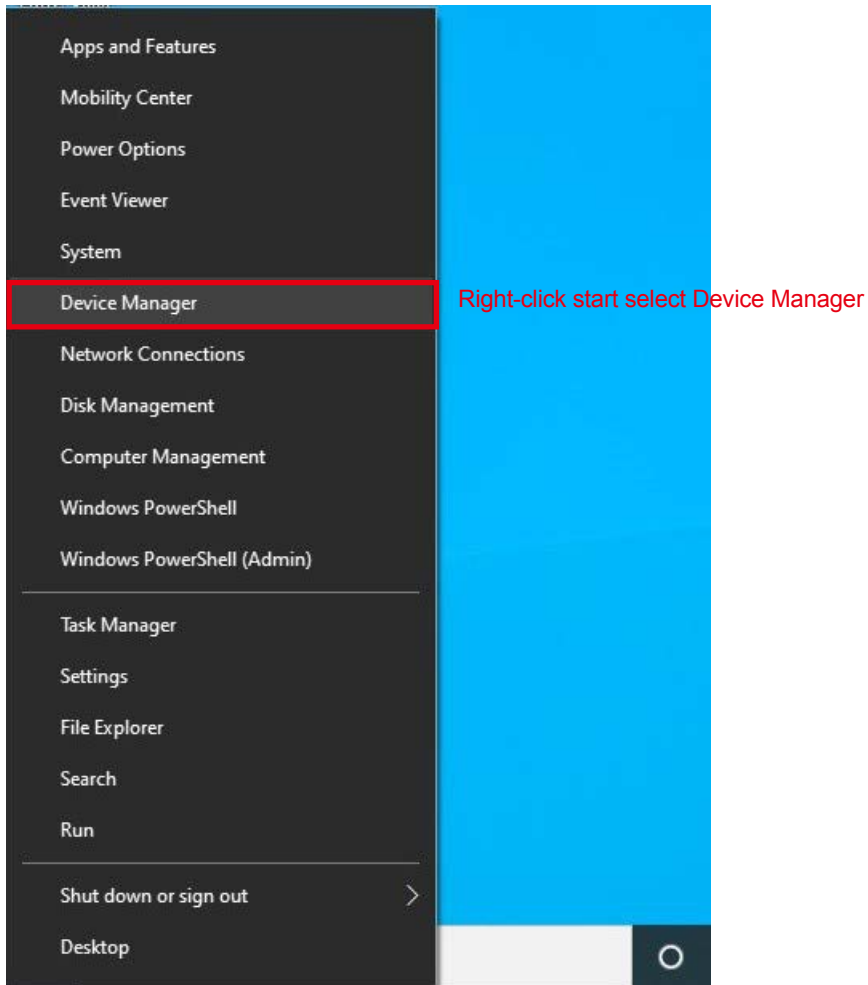 Apps and Features
Mobility Center
Power Options
Event Viewer
System
Device Manager
Right-click start select Device Manager
Network Connections
Disk Management
Computer Management
Windows PowerShell
Windows PowerShell (Admin)
Task Manager
Settings
File Explorer
Search
Run
Shut down or sign out
Desktop